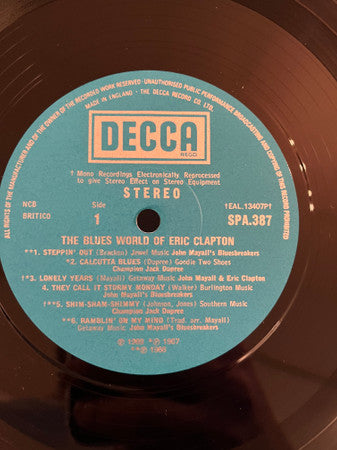 ALL RIGHTS OF THE MANUFACTURER AND OF THE OWNER OF THE RECORDED WORK RESERVED · UNAUTHORISED PUBLIC PERFORMANCE BROADCASTING AND COPYING OF THIS RECORD PROHIBITED
MADE IN ENGLAND · THE DECCA RECORD CO. LTD.
DECCA
REGD.
† Mono Recordings Electronically Reprocessed
to give Stereo Effect on Stereo Equipment
STEREO
NCB Side †EAL.13407P†
BRITICO 1 SPA.387
THE BLUES WORLD OF ERIC CLAPTON
**1. STEPPIN' OUT (Bracken) Jewel Music John Mayall's Bluesbreakers
*2. CALCUTTA BLUES (Dupree) Goodie Two Shoes
Champion Jack Dupree
†*3. LONELY YEARS (Mayall) Getaway Music John Mayall & Eric Clapton
4. THEY CALL IT STORMY MONDAY (Walker) Burlington Music
John Mayall's Bluesbreakers
†**5. SHIM-SHAM-SHIMMY (Johnson, Jones) Southern Music
Champion Jack Dupree
**6. RAMBLIN' ON MY MIND (Trad. arr. Mayall)
Getaway Music John Mayall's Bluesbreakers